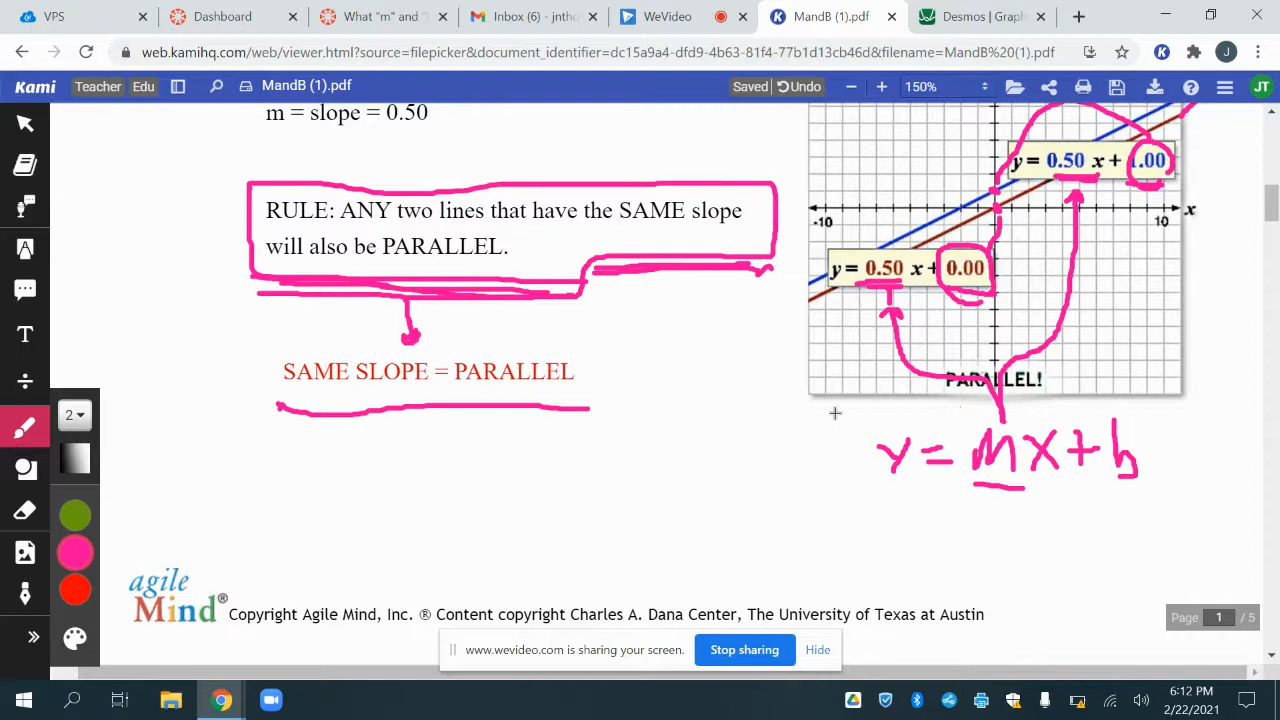 VPS
Dashboard
What "m" and "
Inbox (6) - jntho
WeVideo
MandB (1).pdf
Desmos | Graph
web.kamihq.com/web/viewer.html?source=filepicker&document_identifier=dc15a9a4-dfd9-4b63-81f4-77b1d13cb46d&filename=MandB%20(1).pdf
K
J
Kami
Teacher
Edu
MandB (1).pdf
Saved
Undo
150%
JT
m = slope = 0.50
y = 0.50 x + 1.00
RULE: ANY two lines that have the SAME slope
will also be PARALLEL.
-10
10
x
y = 0.50 x + 0.00
SAME SLOPE = PARALLEL
PARALLEL!
y = mx + b
2
agile
Mind®
Copyright Agile Mind, Inc. ® Content copyright Charles A. Dana Center, The University of Texas at Austin
Page 1 / 5
www.wevideo.com is sharing your screen.
Stop sharing
Hide
6:12 PM
2/22/2021